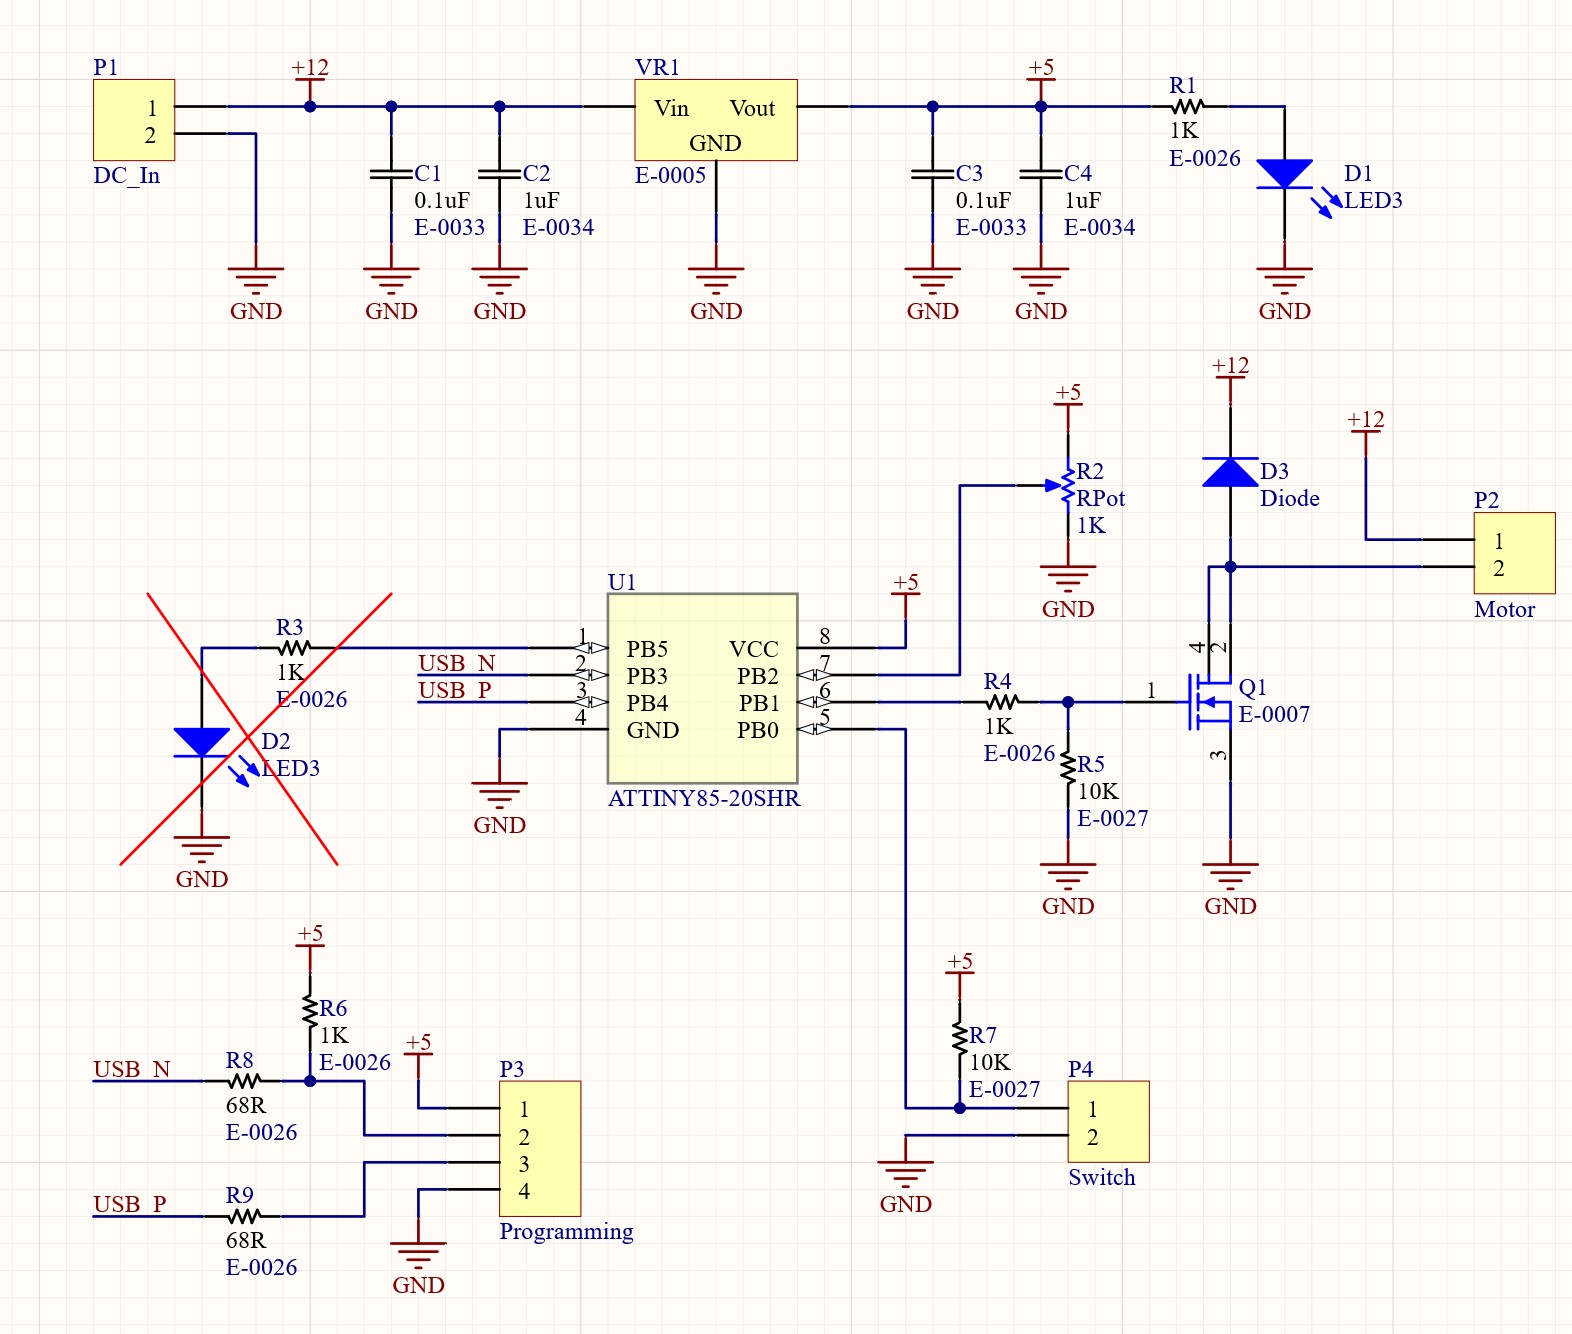 P1
1
2
DC_In
GND
+12
C1
0.1uF
E-0033
GND
C2
1uF
E-0034
GND
VR1
Vin Vout
GND
E-0005
GND
C3
0.1uF
E-0033
GND
+5
C4
1uF
E-0034
GND
R1
1K
E-0026
D1
LED3
GND
+5
R2
RPot
1K
GND
+12
D3
Diode
+12
P2
1
2
Motor
R3
1K
E-0026
D2
LED3
GND
USB_N
USB_P
GND
U1
1 PB5 VCC 8
2 PB3 PB2 7
3 PB4 PB1 6
4 GND PB0 5
ATTINY85-20SHR
+5
R4
1K
E-0026
R5
10K
E-0027
GND
4
2
1
3
Q1
E-0007
GND
+5
R6
1K
E-0026
USB_N
R8
68R
E-0026
USB_P
R9
68R
E-0026
+5
P3
1
2
3
4
Programming
GND
+5
R7
10K
E-0027
P4
1
2
Switch
GND